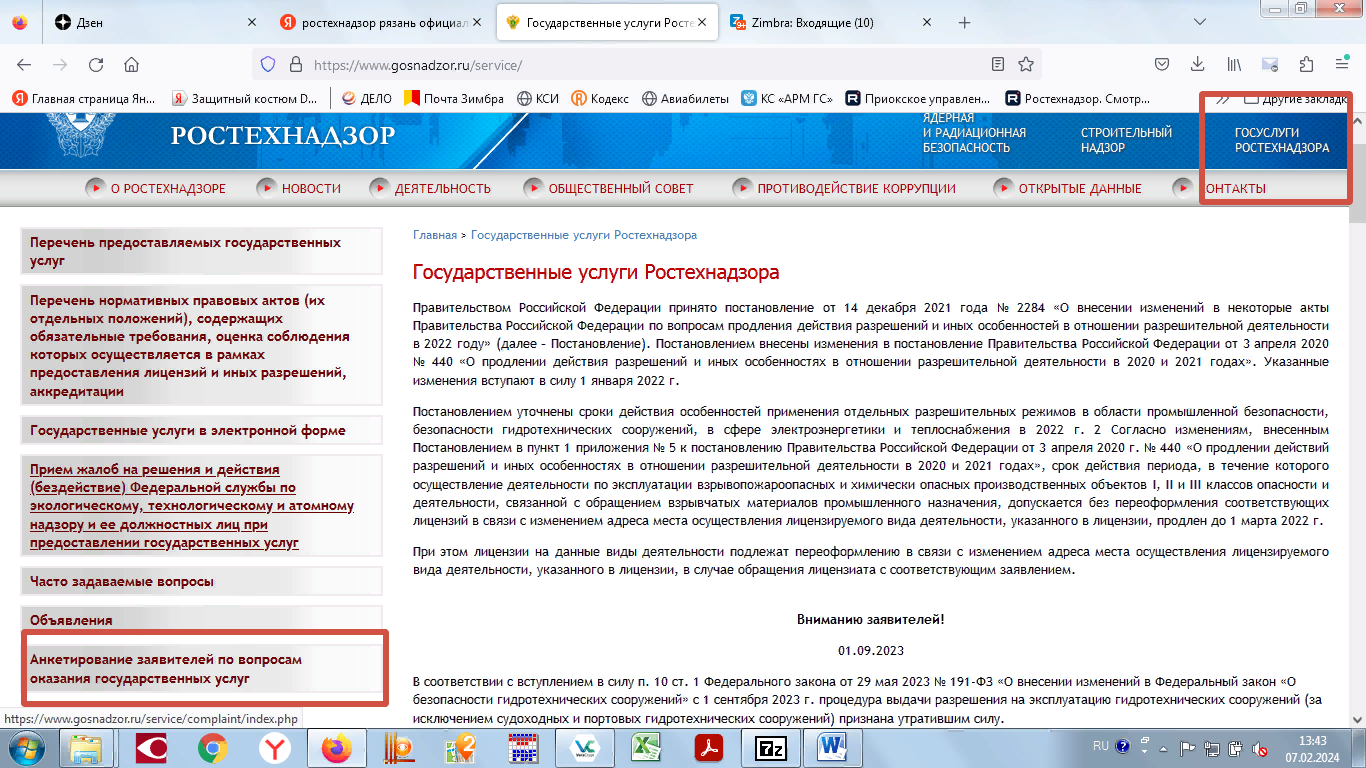 Дзен
ростехнадзор рязань официал
Государственные услуги Росте
Zimbra: Входящие (10)
https://www.gosnadzor.ru/service/
Главная страница Ян...
Защитный костюм D...
ДЕЛО
Почта Зимбра
КСИ
Кодекс
Авиабилеты
КС «АРМ ГС»
Приокское управлен...
Ростехнадзор. Смотр...
Другие закладк
РОСТЕХНАДЗОР
ЯДЕРНАЯ
И РАДИАЦИОННАЯ
БЕЗОПАСНОСТЬ
СТРОИТЕЛЬНЫЙ
НАДЗОР
ГОСУСЛУГИ
РОСТЕХНАДЗОРА
О РОСТЕХНАДЗОРЕ
НОВОСТИ
ДЕЯТЕЛЬНОСТЬ
ОБЩЕСТВЕННЫЙ СОВЕТ
ПРОТИВОДЕЙСТВИЕ КОРРУПЦИИ
ОТКРЫТЫЕ ДАННЫЕ
ОНТАКТЫ
Перечень предоставляемых государственных
услуг
Перечень нормативных правовых актов (их
отдельных положений), содержащих
обязательные требования, оценка соблюдения
которых осуществляется в рамках
предоставления лицензий и иных разрешений,
аккредитации
Государственные услуги в электронной форме
Прием жалоб на решения и действия
(бездействие) Федеральной службы по
экологическому, технологическому и атомному
надзору и ее должностных лиц при
предоставлении государственных услуг
Часто задаваемые вопросы
Объявления
Анкетирование заявителей по вопросам
оказания государственных услуг
https://www.gosnadzor.ru/service/complaint/index.php
Главная > Государственные услуги Ростехнадзора
Государственные услуги Ростехнадзора
Правительством Российской Федерации принято постановление от 14 декабря 2021 года № 2284 «О внесении изменений в некоторые акты
Правительства Российской Федерации по вопросам продления действия разрешений и иных особенностей в отношении разрешительной деятельности
в 2022 году» (далее – Постановление). Постановлением внесены изменения в постановление Правительства Российской Федерации от 3 апреля 2020
№ 440 «О продлении действия разрешений и иных особенностях в отношении разрешительной деятельности в 2020 и 2021 годах». Указанные
изменения вступают в силу 1 января 2022 г.
Постановлением уточнены сроки действия особенностей применения отдельных разрешительных режимов в области промышленной безопасности,
безопасности гидротехнических сооружений, в сфере электроэнергетики и теплоснабжения в 2022 г. 2 Согласно изменениям, внесенным
Постановлением в пункт 1 приложения № 5 к постановлению Правительства Российской Федерации от 3 апреля 2020 г. № 440 «О продлении действий
разрешений и иных особенностях в отношении разрешительной деятельности в 2020 и 2021 годах», срок действия периода, в течение которого
осуществление деятельности по эксплуатации взрывопожароопасных и химически опасных производственных объектов I, II и III классов опасности и
деятельности, связанной с обращением взрывчатых материалов промышленного назначения, допускается без переоформления соответствующих
лицензий в связи с изменением адреса места осуществления лицензируемого вида деятельности, указанного в лицензии, продлен до 1 марта 2022 г.
При этом лицензии на данные виды деятельности подлежат переоформлению в связи с изменением адреса места осуществления лицензируемого
вида деятельности, указанного в лицензии, в случае обращения лицензиата с соответствующим заявлением.
Вниманию заявителей!
01.09.2023
В соответствии с вступлением в силу п. 10 ст. 1 Федерального закона от 29 мая 2023 № 191-ФЗ «О внесении изменений в Федеральный закон «О
безопасности гидротехнических сооружений» с 1 сентября 2023 г. процедура выдачи разрешения на эксплуатацию гидротехнических сооружений (за
исключением судоходных и портовых гидротехнических сооружений) признана утратившим силу.
RU
13:43
07.02.2024